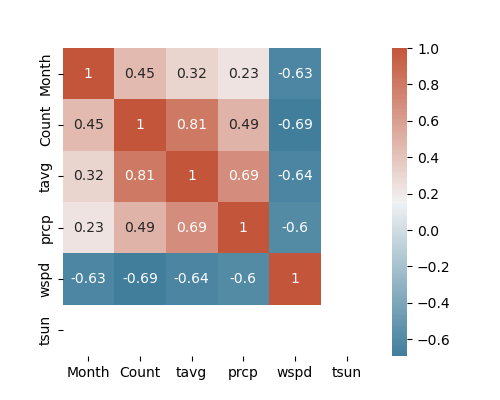 Month 1 0.45 0.32 0.23 -0.63
Count 0.45 1 0.81 0.49 -0.69
tavg 0.32 0.81 1 0.69 -0.64
prcp 0.23 0.49 0.69 1 -0.6
wspd -0.63 -0.69 -0.64 -0.6 1
tsun
Month Count tavg prcp wspd tsun
1.0
0.8
0.6
0.4
0.2
0.0
−0.2
−0.4
−0.6